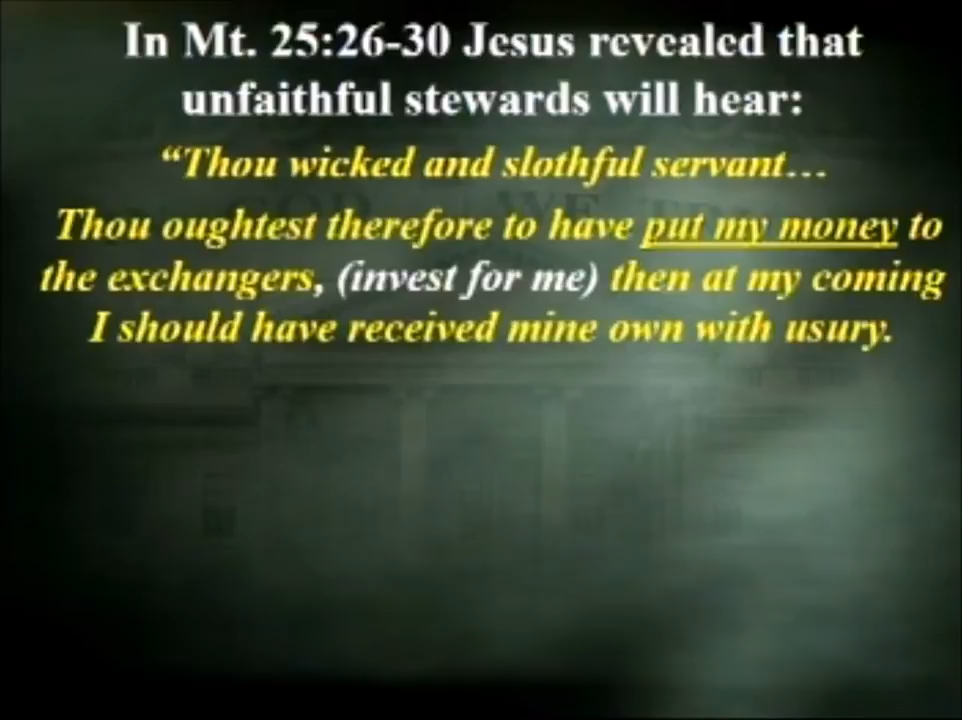 In Mt. 25:26-30 Jesus revealed that
unfaithful stewards will hear:
“Thou wicked and slothful servant…
Thou oughtest therefore to have put my money to
the exchangers, (invest for me) then at my coming
I should have received mine own with usury.
GOD WE